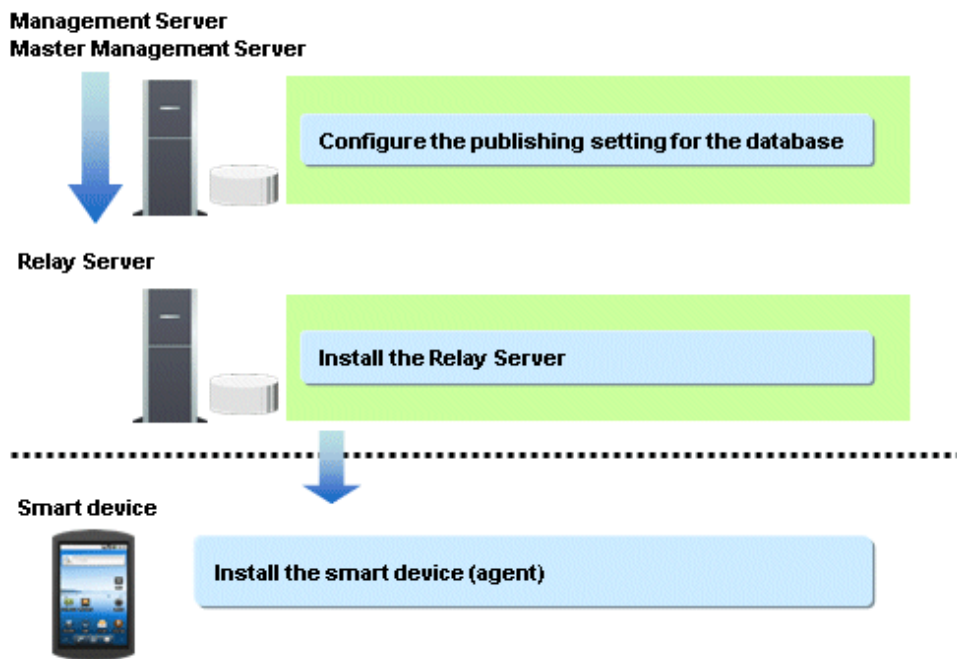 Management Server
Master Management Server
Configure the publishing setting for the database
Relay Server
Install the Relay Server
Smart device
Install the smart device (agent)